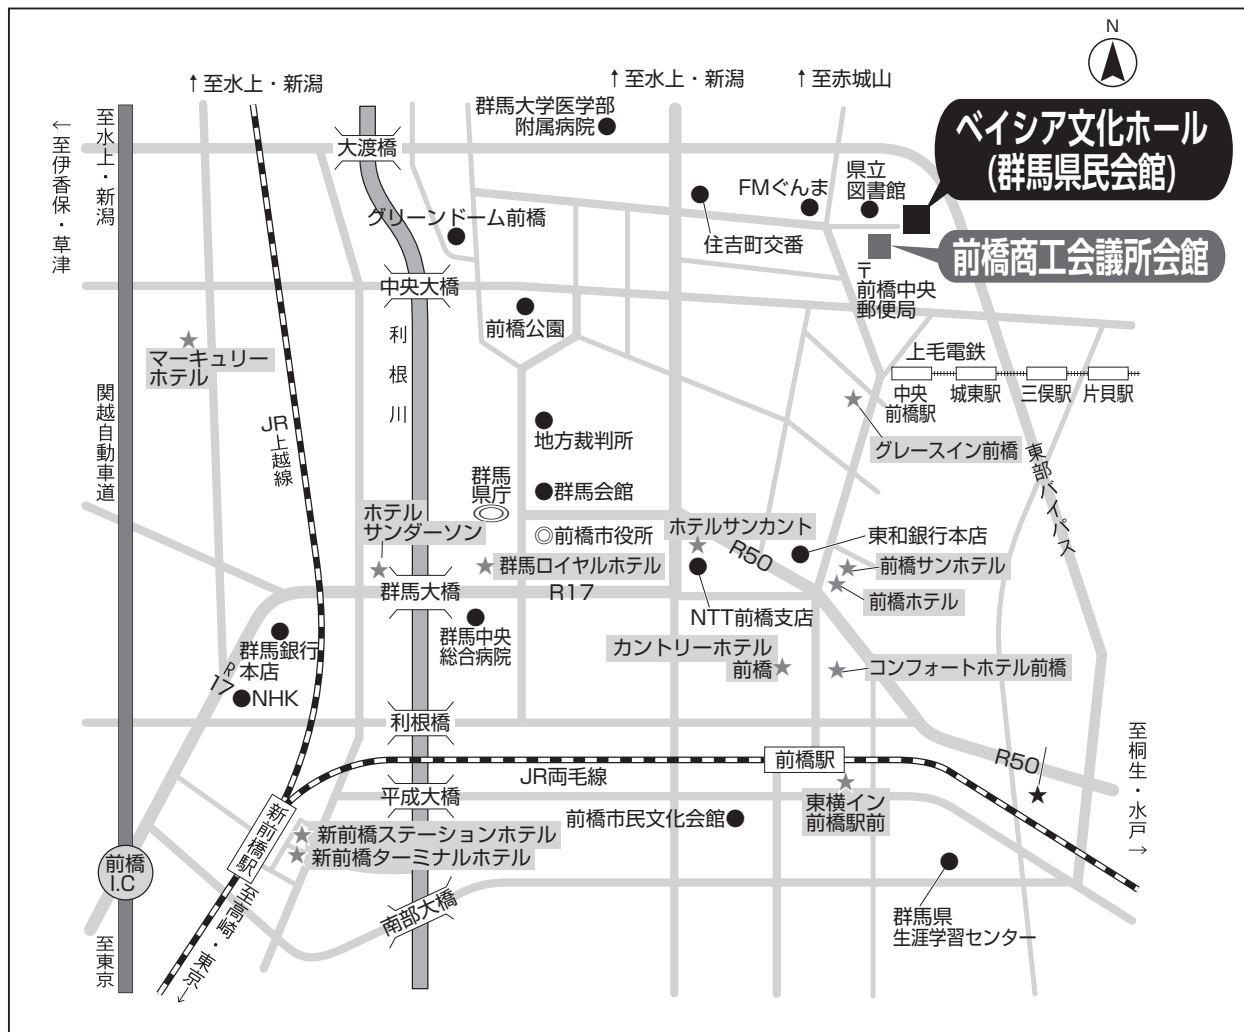 N
↑至水上・新潟
↑至水上・新潟
↑至赤城山
←至伊香保・草津
至水上・新潟
群馬大学医学部
附属病院
大渡橋
ベイシア文化ホール
(群馬県民会館)
県立
図書館
FMぐんま
住吉町交番
グリーンドーム前橋
前橋商工会議所会館
〒
前橋中央
郵便局
中央大橋
前橋公園
利根川
マーキュリー
ホテル
上毛電鉄
中央
前橋駅
城東駅
三俣駅
片貝駅
関越自動車道
JR上越線
地方裁判所
グレースイン前橋
東部バイパス
群馬
県庁
群馬会館
ホテル
サンダーソン
前橋市役所
ホテルサンカント
R50
東和銀行本店
群馬ロイヤルホテル
前橋サンホテル
群馬大橋
R17
前橋ホテル
NTT前橋支店
群馬銀行
本店
群馬中央
総合病院
カントリーホテル
前橋
コンフォートホテル前橋
R17
NHK
利根橋
前橋駅
R50
至桐生・水戸→
JR両毛線
平成大橋
東横イン
前橋駅前
前橋市民文化会館
新前橋駅
新前橋ステーションホテル
新前橋ターミナルホテル
前橋
I.C
南部大橋
群馬県
生涯学習センター
至高崎・東京→
至東京